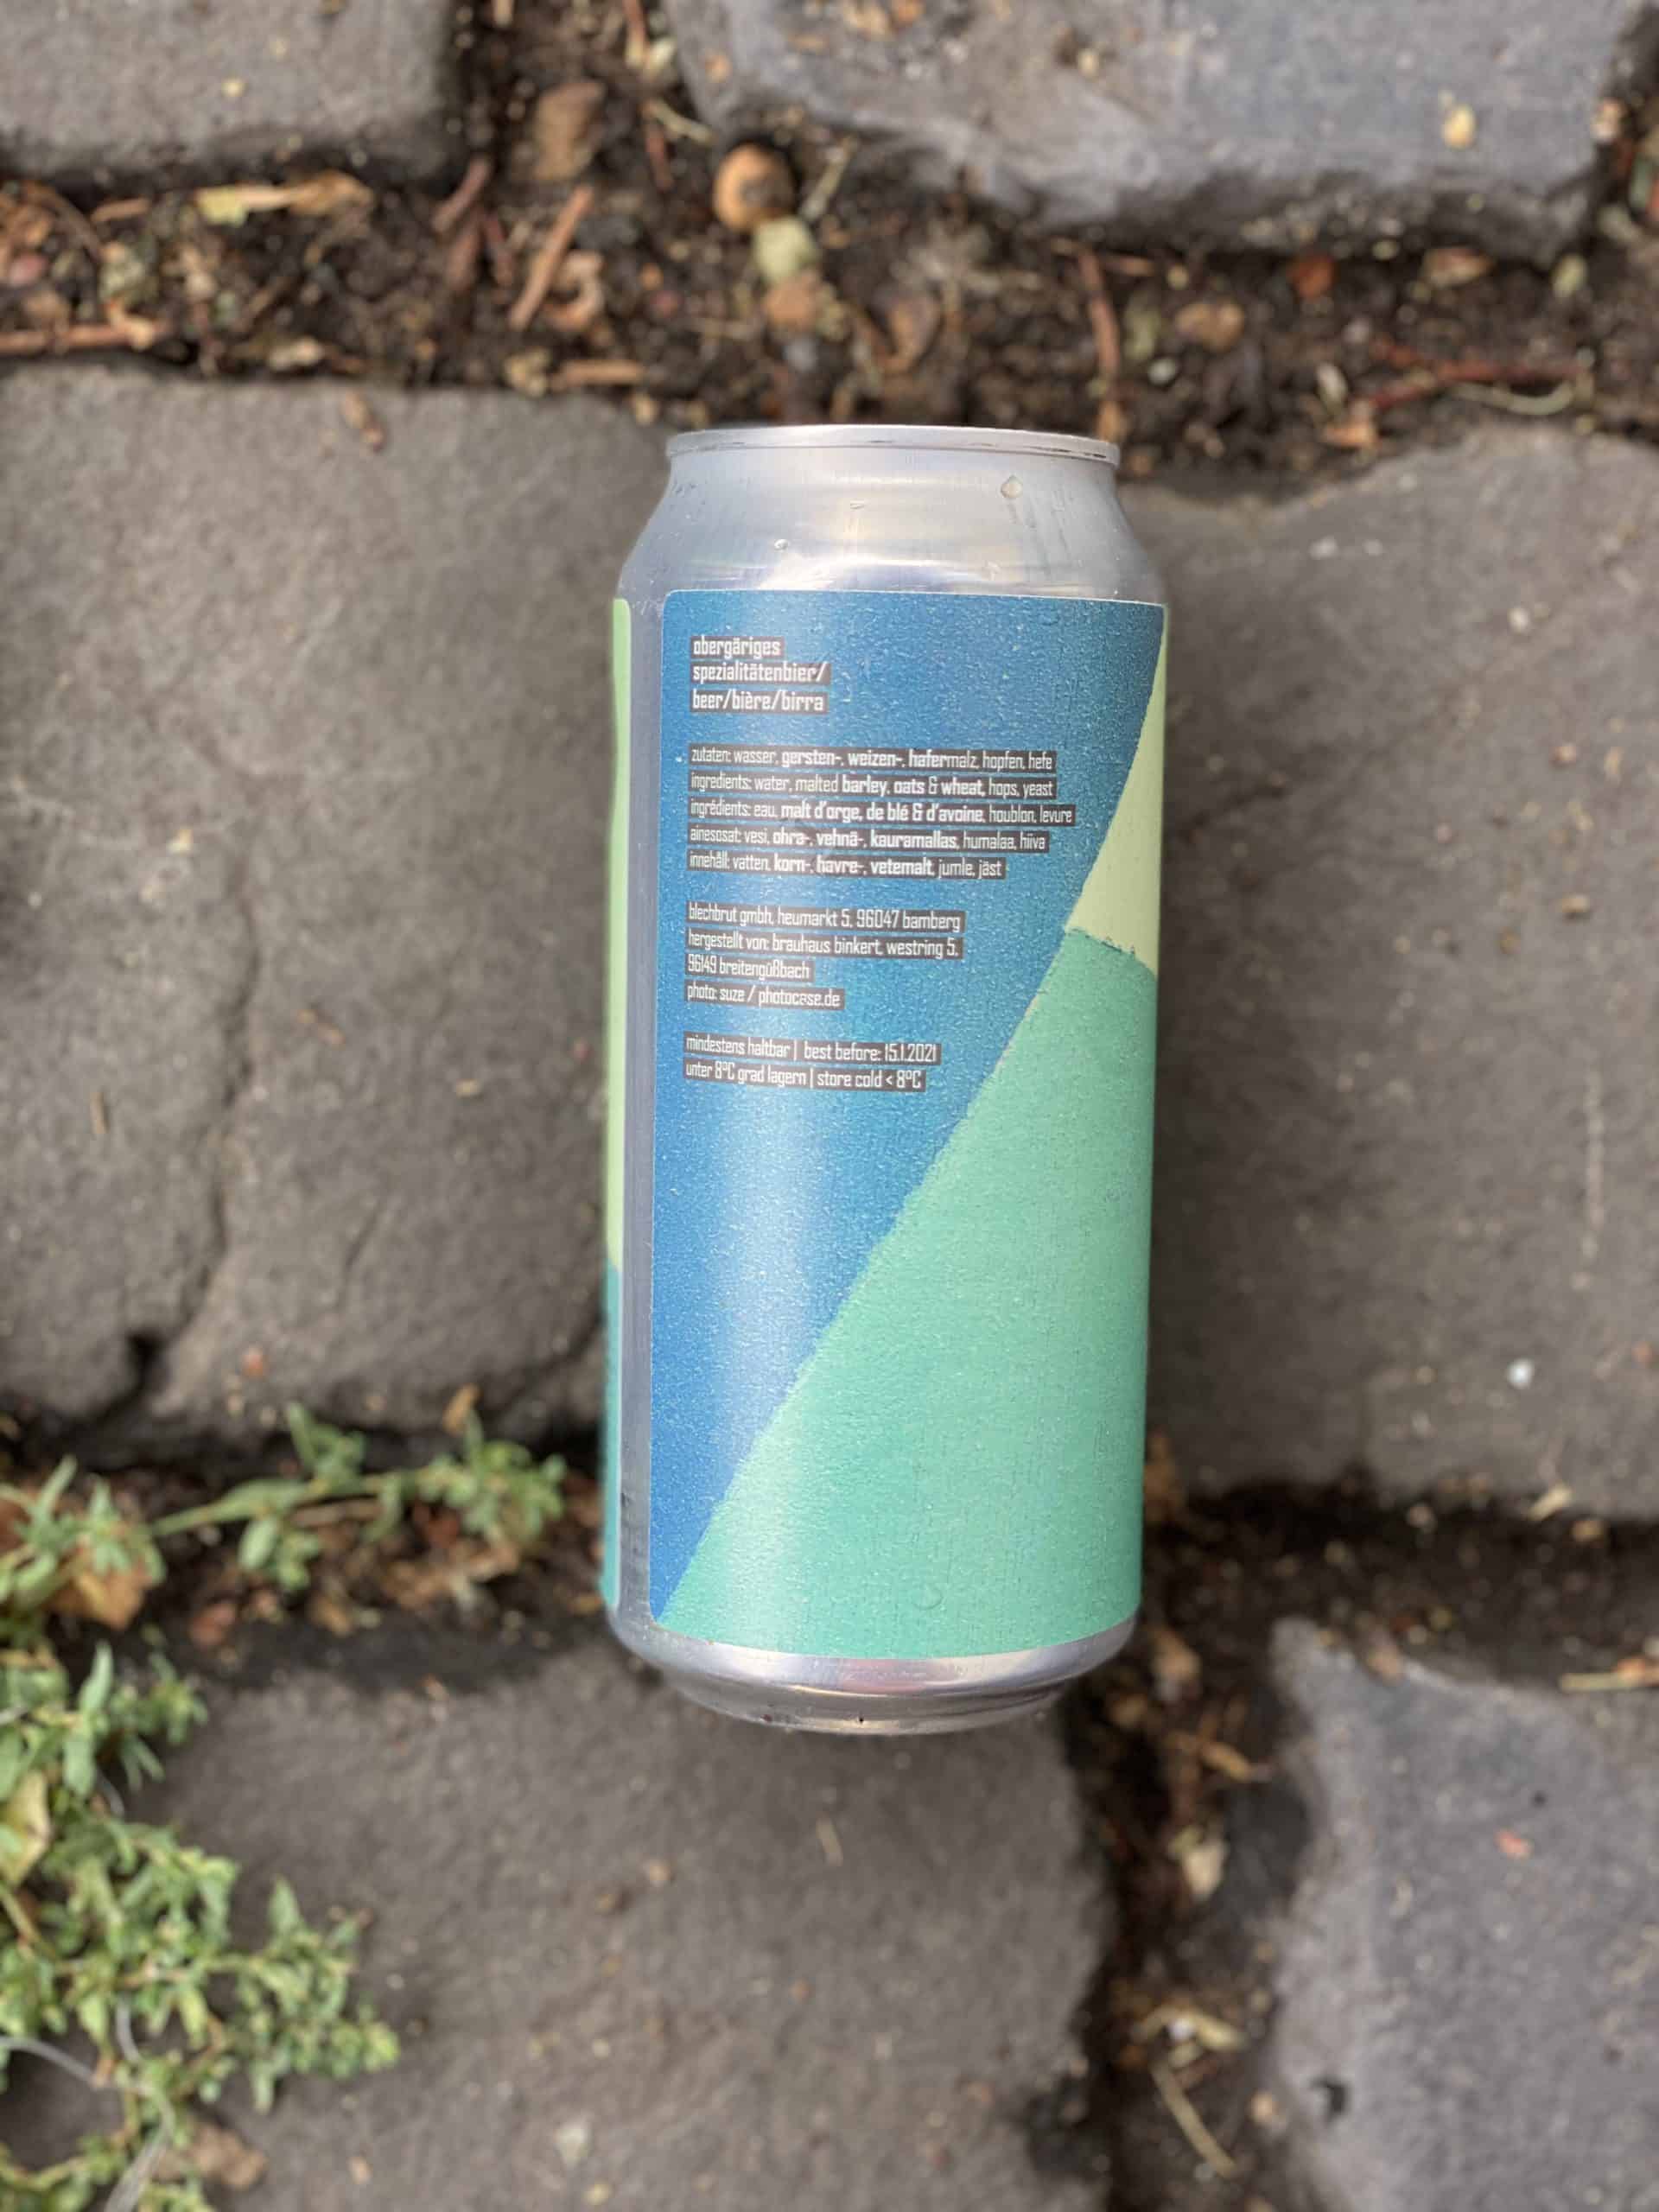 obergäriges
spezialitätenbier/
beer/bière/birra
zutaten: wasser, gersten-, weizen-, hafermalz, hopfen, hefe
ingredients: water, malted barley, oats & wheat, hops, yeast
ingrédients: eau, malt d'orge, de blé & d'avoine, houblon, levure
ainesosat: vesi, ohra-, vehnä-, kauramallas, humalaa, hiiva
innehåll: vatten, korn-, havre-, vetemalt, jumle, jäst
blechbrut gmbh, heumarkt 5, 96047 bamberg
hergestellt von: brauhaus binkert, westring 5,
96149 breitengüßbach
photo: suze / photocase.de
mindestens haltbar | best before: 15.1.2021
unter 8°C grad lagern | store cold < 8°C